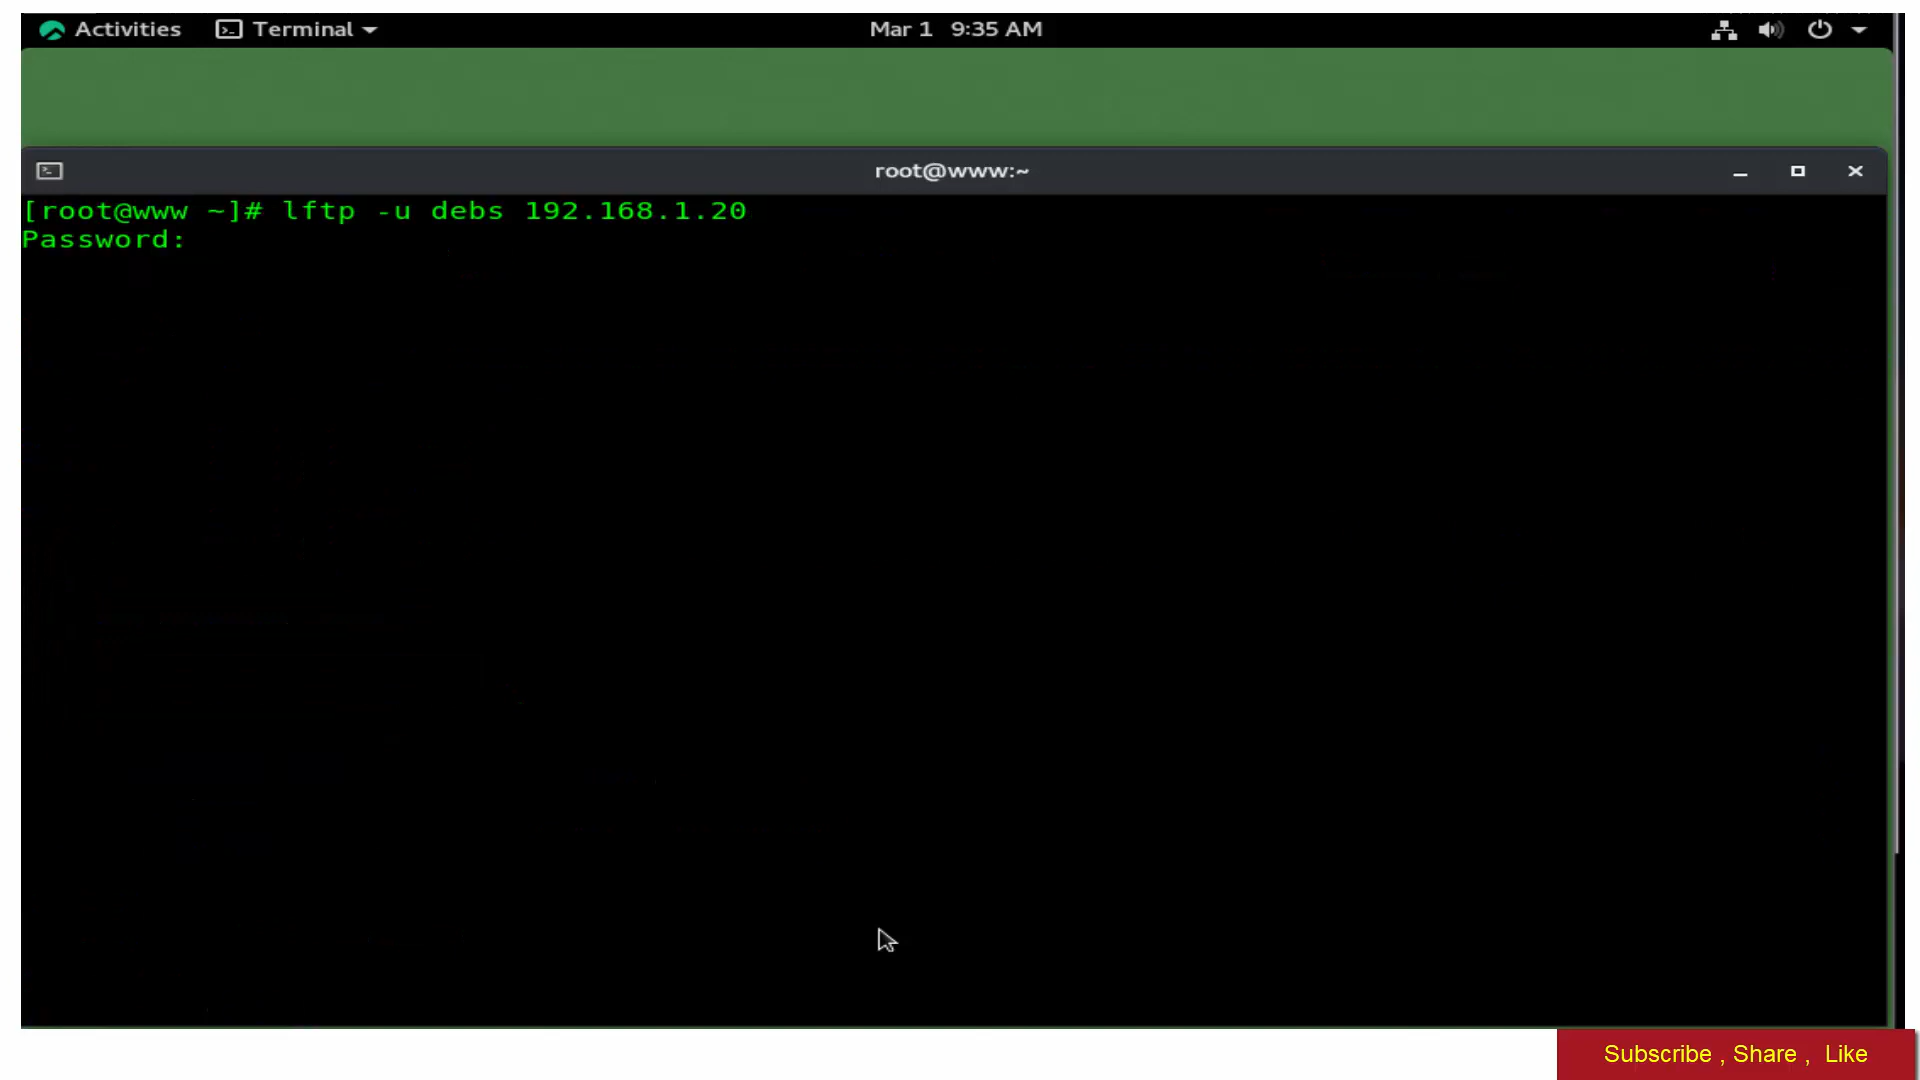 Activities Terminal Mar 1 9:35 AM
root@www:~
[root@www ~]# lftp -u debs 192.168.1.20
Password:
Subscribe , Share , Like